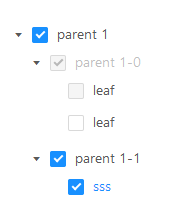 parent 1
parent 1-0
leaf
leaf
parent 1-1
sss